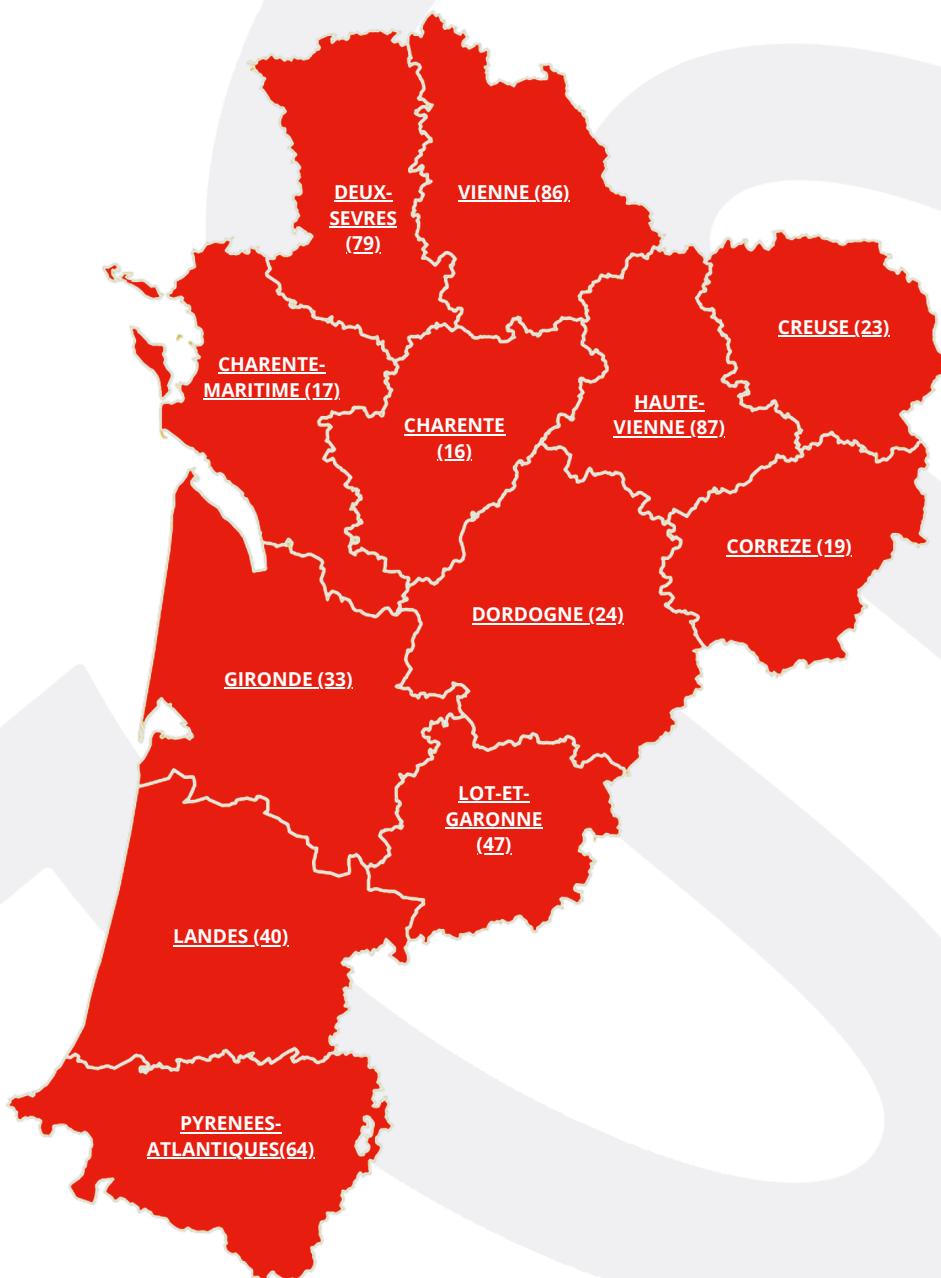 DEUX-
SEVRES
(79)
VIENNE (86)
CREUSE (23)
CHARENTE-
MARITIME (17)
HAUTE-
VIENNE (87)
CHARENTE
(16)
CORREZE (19)
DORDOGNE (24)
GIRONDE (33)
LOT-ET-
GARONNE
(47)
LANDES (40)
PYRENEES-
ATLANTIQUES(64)